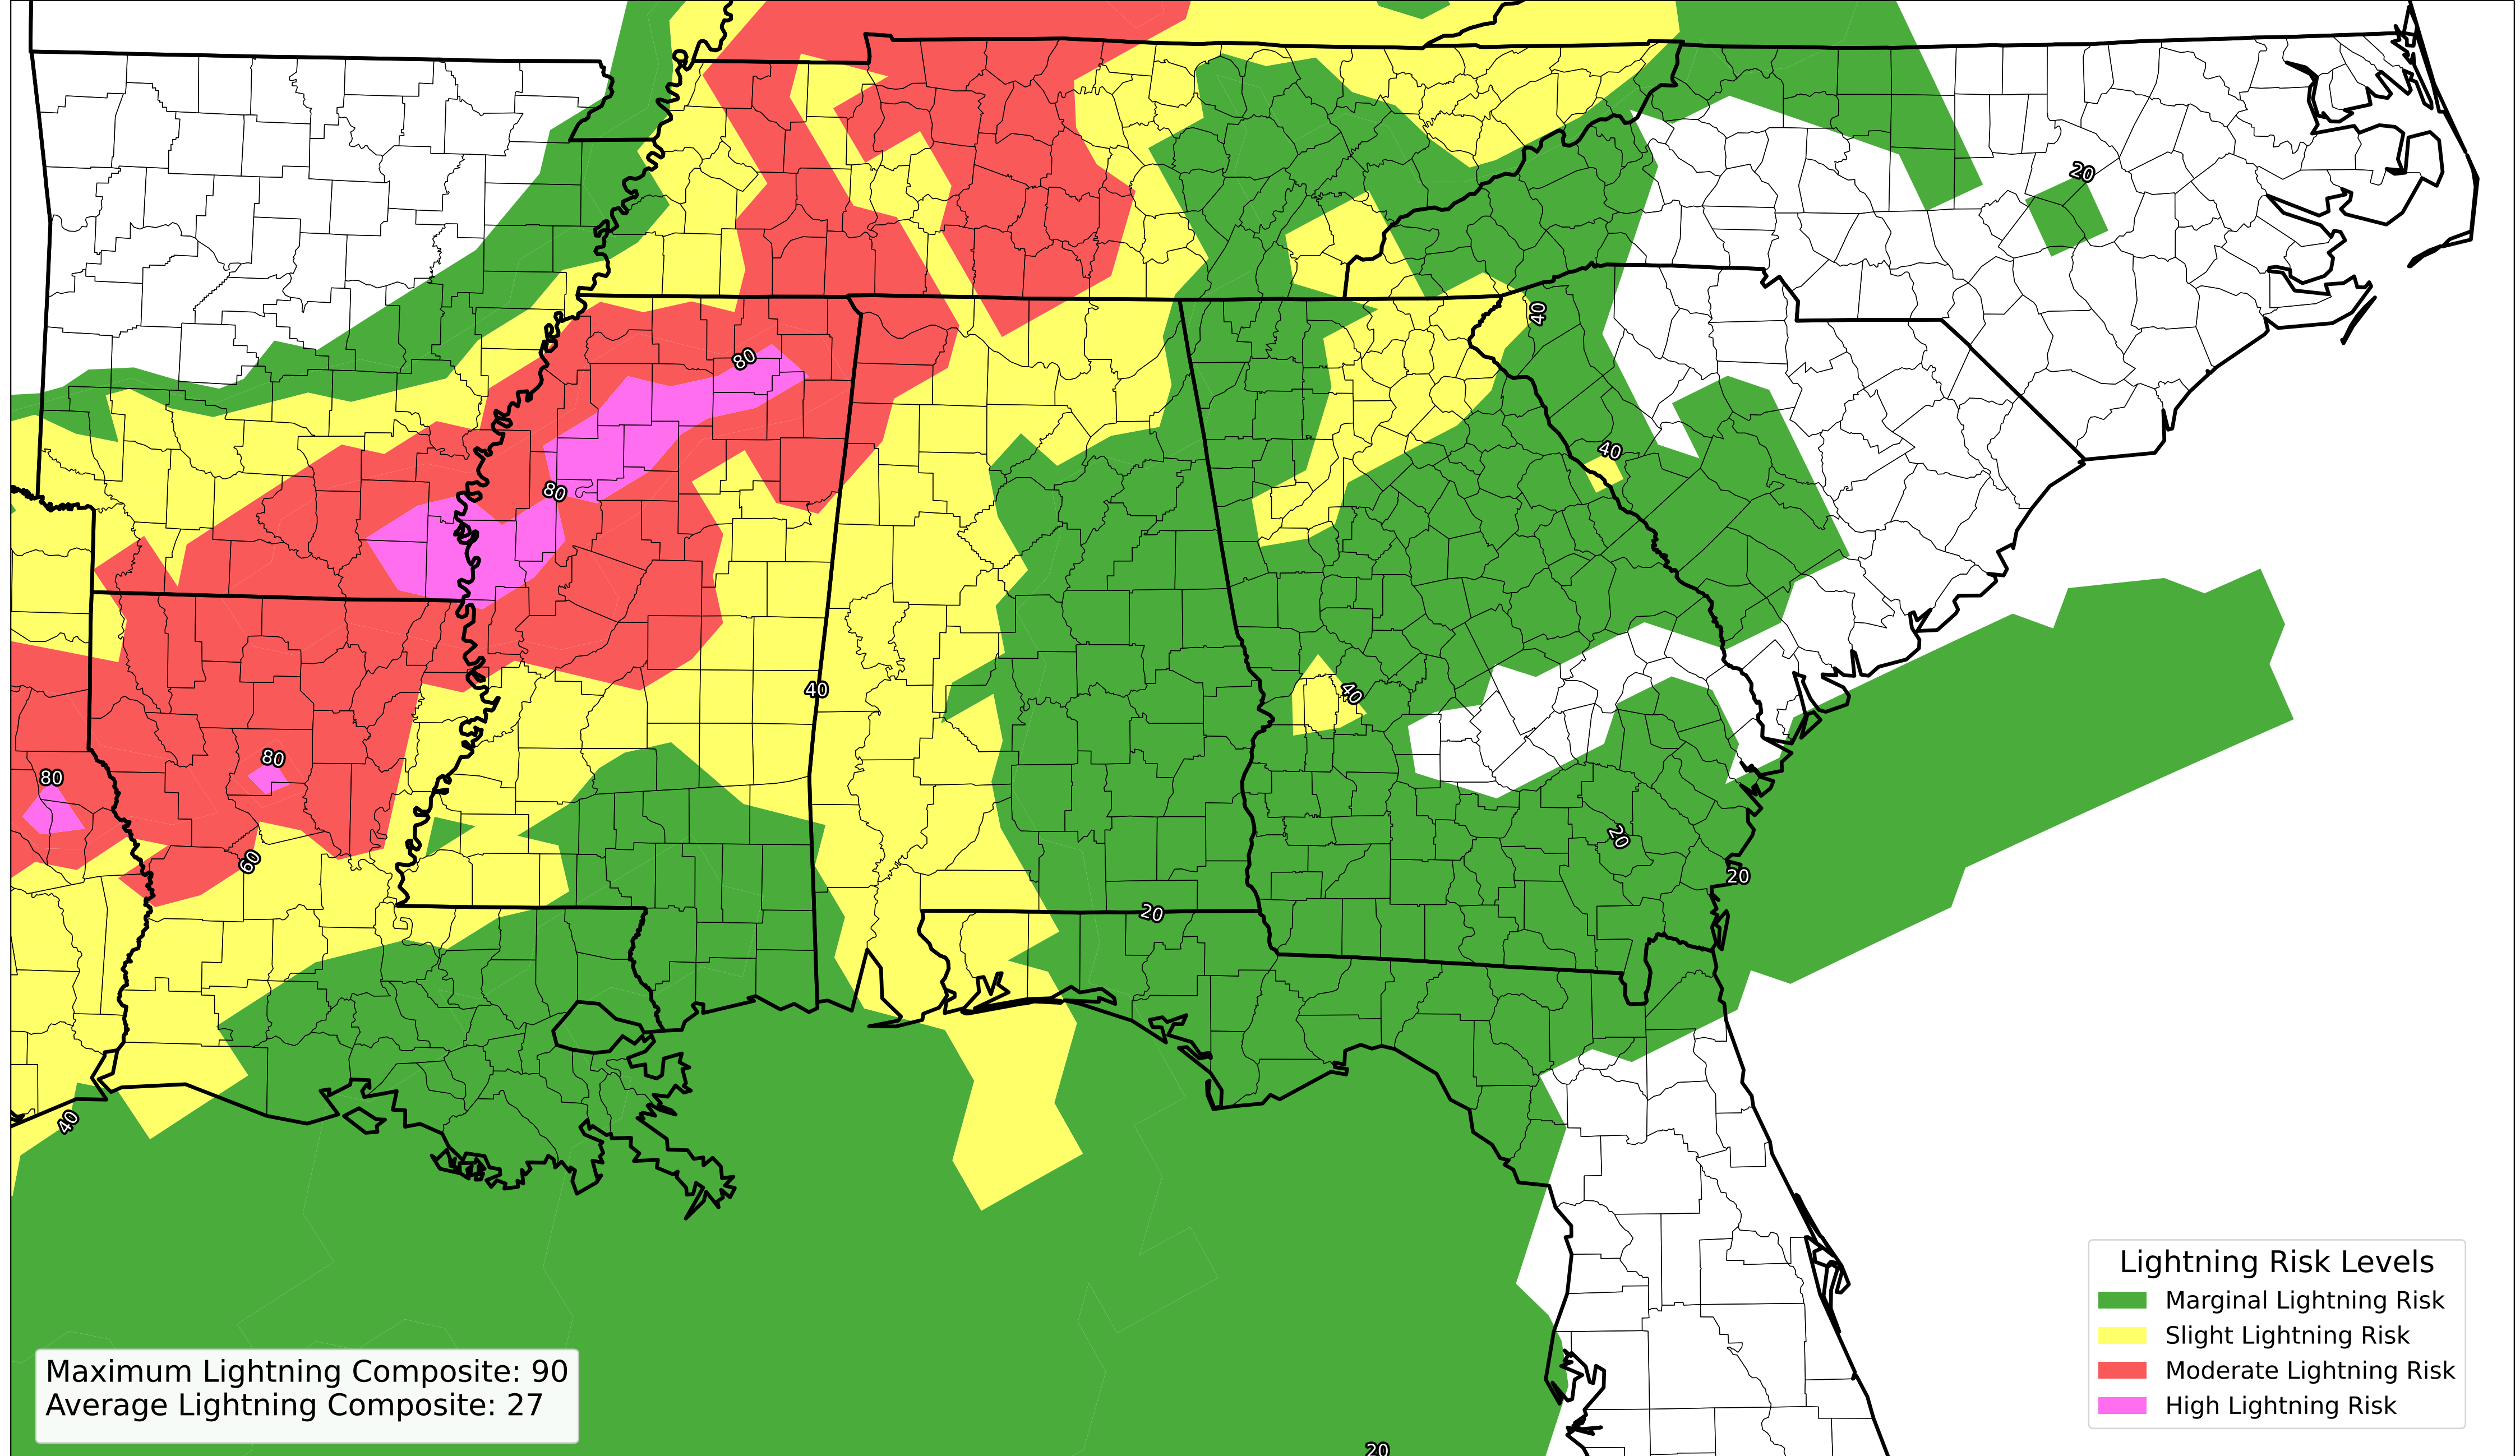 20
40
80
40
80
40
40
80
80
20
60
20
20
40
Lightning Risk Levels
Marginal Lightning Risk
Slight Lightning Risk
Moderate Lightning Risk
High Lightning Risk
Maximum Lightning Composite: 90
Average Lightning Composite: 27
20